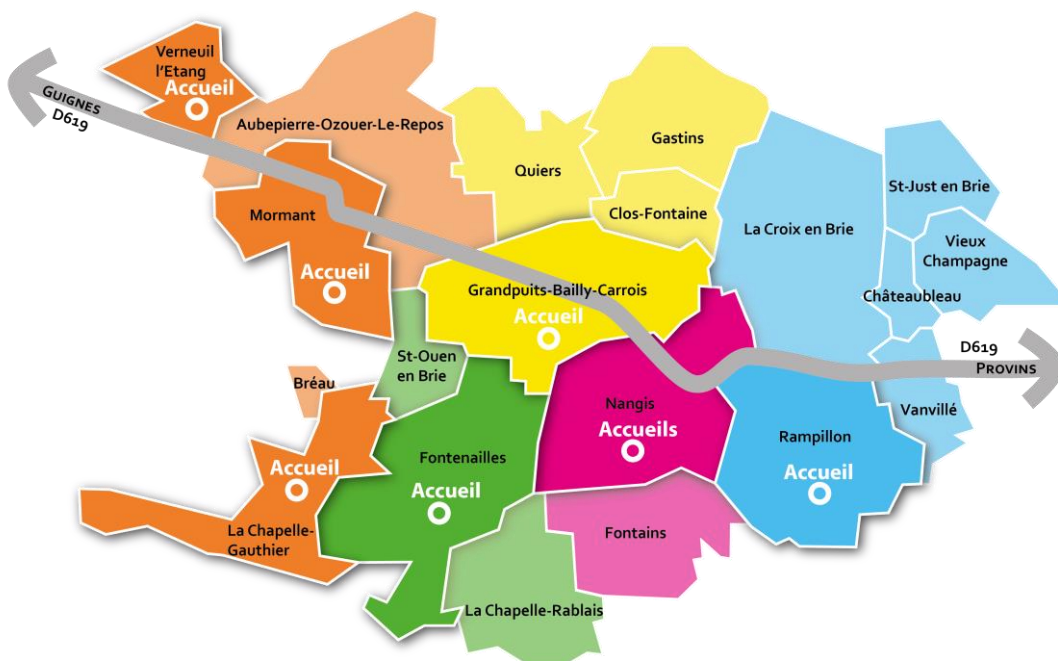 Verneuil
l'Etang
Accueil
GUIGNES
D619
Aubepierre-Ozouer-Le-Repos
Gastins
Quiers
St-Just en Brie
Mormant
Clos-Fontaine
La Croix en Brie
Vieux
Champagne
Accueil
Grandpuits-Bailly-Carrois
Châteaubleau
Accueil
D619
PROVINS
St-Ouen
en Brie
Bréau
Nangis
Vanvillé
Accueils
Rampillon
Accueil
Fontenailles
Accueil
Accueil
La Chapelle-
Gauthier
Fontains
La Chapelle-Rablais